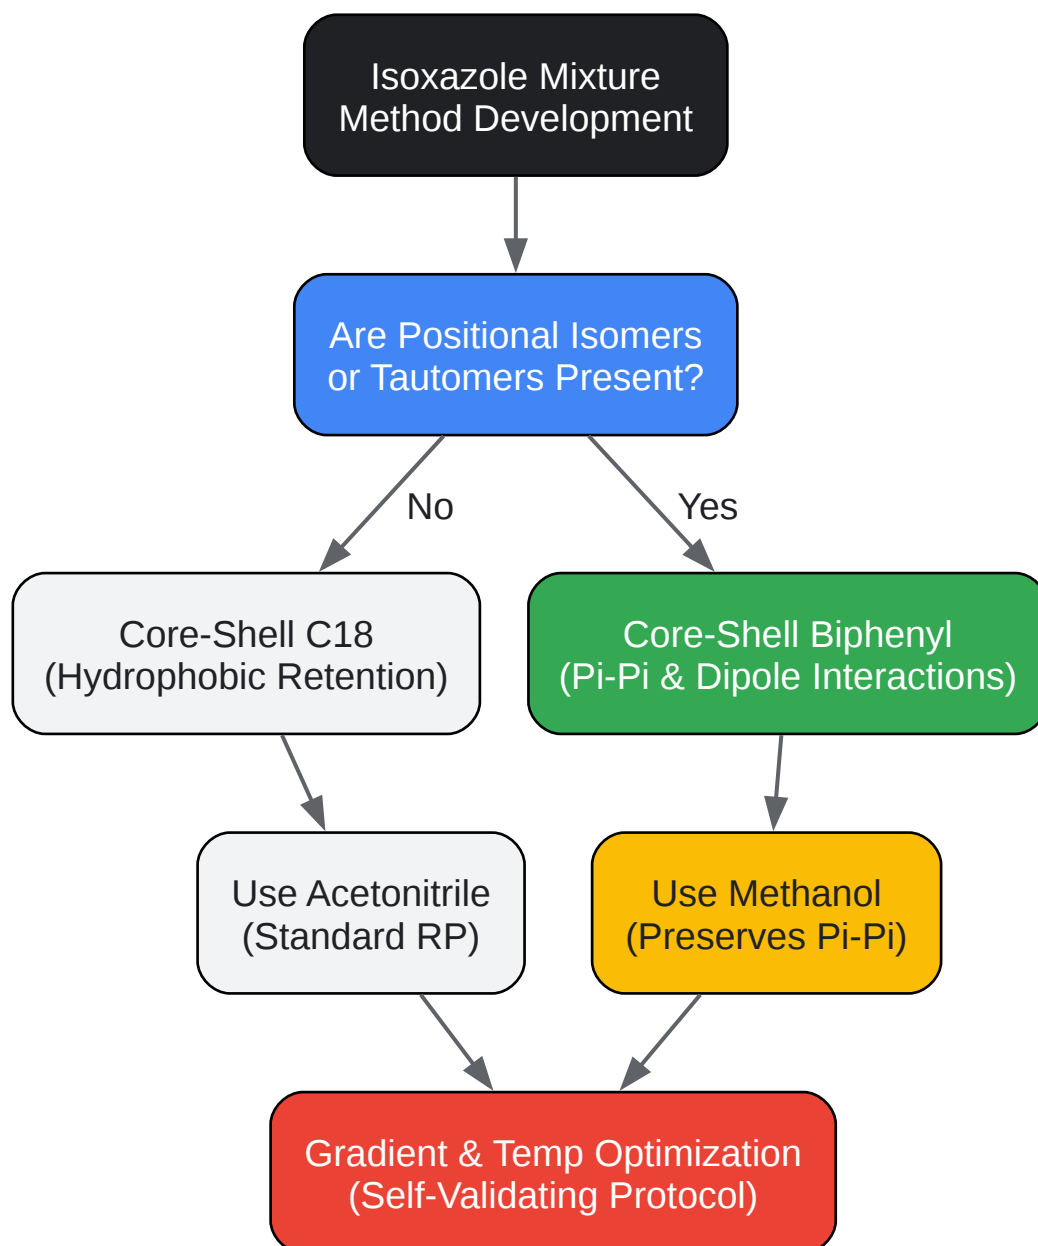 Isoxazole Mixture
Method Development
Are Positional Isomers
or Tautomers Present?
No
Yes
Core-Shell C18
(Hydrophobic Retention)
Core-Shell Biphenyl
(Pi-Pi & Dipole Interactions)
Use Acetonitrile
(Standard RP)
Use Methanol
(Preserves Pi-Pi)
Gradient & Temp Optimization
(Self-Validating Protocol)